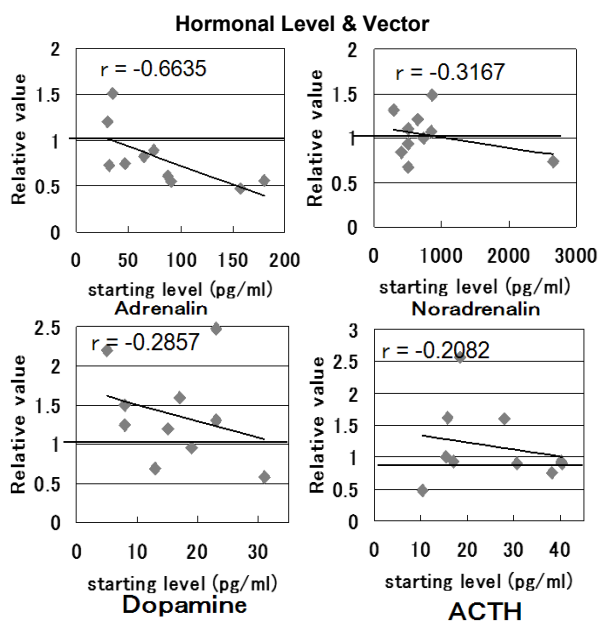 Hormonal Level & Vector
r = -0.6635
Relative value
2
1.5
1
0.5
0
0 50 100 150 200
starting level (pg/ml)
Adrenalin
r = -0.3167
Relative value
2
1.5
1
0.5
0
0 1000 2000 3000
starting level (pg/ml)
Noradrenalin
r = -0.2857
Relative value
2.5
2
1.5
1
0.5
0
0 10 20 30
starting level (pg/ml)
Dopamine
r = -0.2082
Relative value
3
2.5
2
1.5
1
0.5
0
0 10 20 30 40
starting level (pg/ml)
ACTH